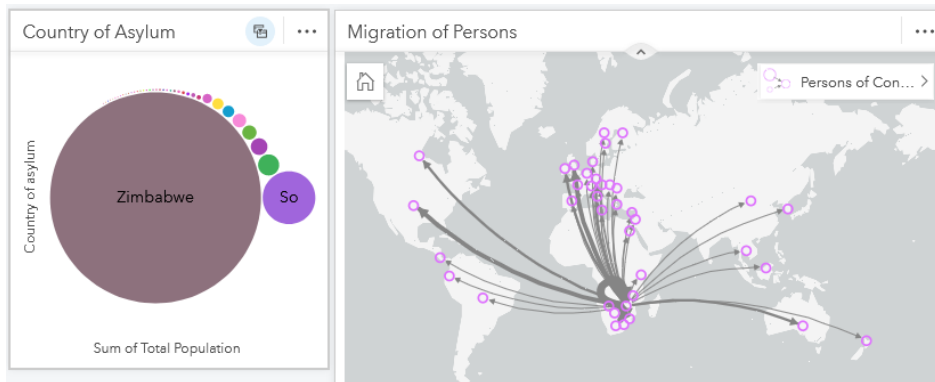 Country of Asylum
Country of asylum
Zimbabwe
So
Sum of Total Population
Migration of Persons
Persons of Con...